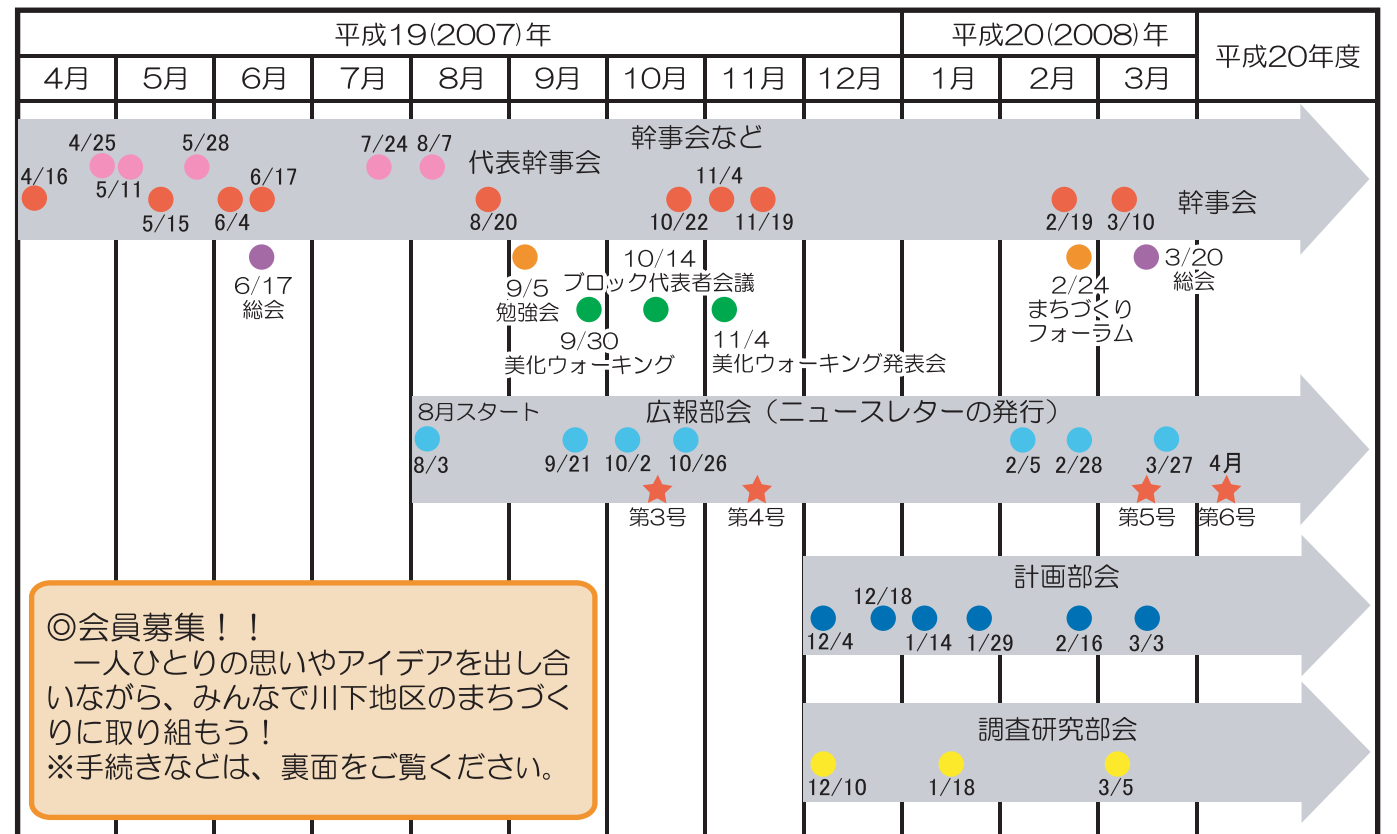 平成19(2007)年
平成20(2008)年
平成20年度
4月
5月
6月
7月
8月
9月
10月
11月
12月
1月
2月
3月
幹事会など
4/25
5/28
7/24
8/7
代表幹事会
4/16
5/11
6/17
11/4
幹事会
5/15
6/4
8/20
10/22
11/19
2/19
3/10
6/17
総会
9/5
勉強会
10/14
ブロック代表者会議
2/24
まちづくり
フォーラム
3/20
総会
9/30
美化ウォーキング
11/4
美化ウォーキング発表会
8月スタート
広報部会（ニュースレターの発行）
8/3
9/21
10/2
10/26
2/5
2/28
3/27
4月
第3号
第4号
第5号
第6号
計画部会
12/18
12/4
1/14
1/29
2/16
3/3
調査研究部会
12/10
1/18
3/5
◎会員募集！！
一人ひとりの思いやアイデアを出し合
いながら、みんなで川下地区のまちづく
りに取り組もう！
※手続きなどは、裏面をご覧ください。